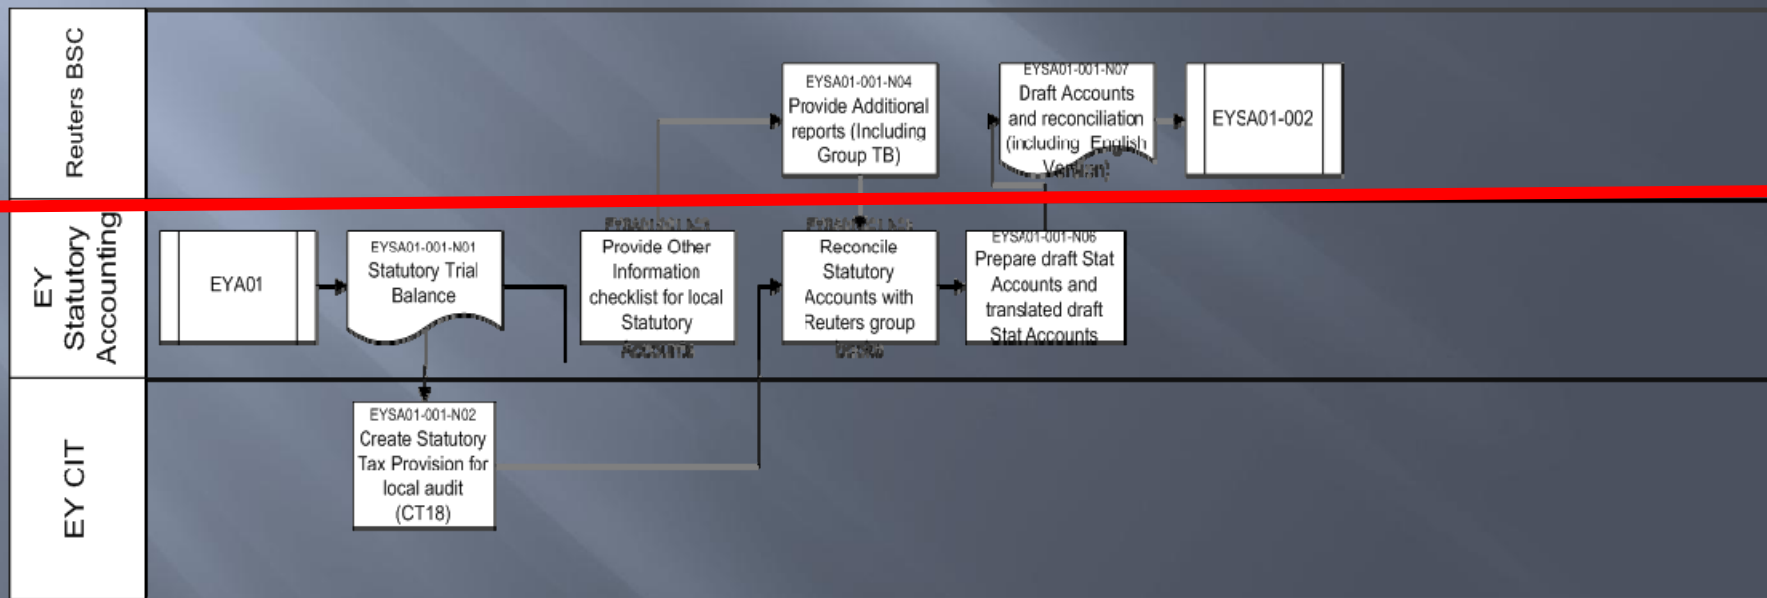 Reuters BSC
EYSA01-001-N04
Provide Additional
reports (Including
Group TB)
EYSA01-001-N07
Draft Accounts
and reconciliation
(including English
Version)
EYSA01-002
EY
Statutory
Accounting
EYA01
EYSA01-001-N01
Statutory Trial
Balance
Provide Other
Information
checklist for local
Statutory
Accounts
Reconcile
Statutory
Accounts with
Reuters group
EYSA01-001-N06
Prepare draft Stat
Accounts and
translated draft
Stat Accounts
EY CIT
EYSA01-001-N02
Create Statutory
Tax Provision for
local audit
(CT18)